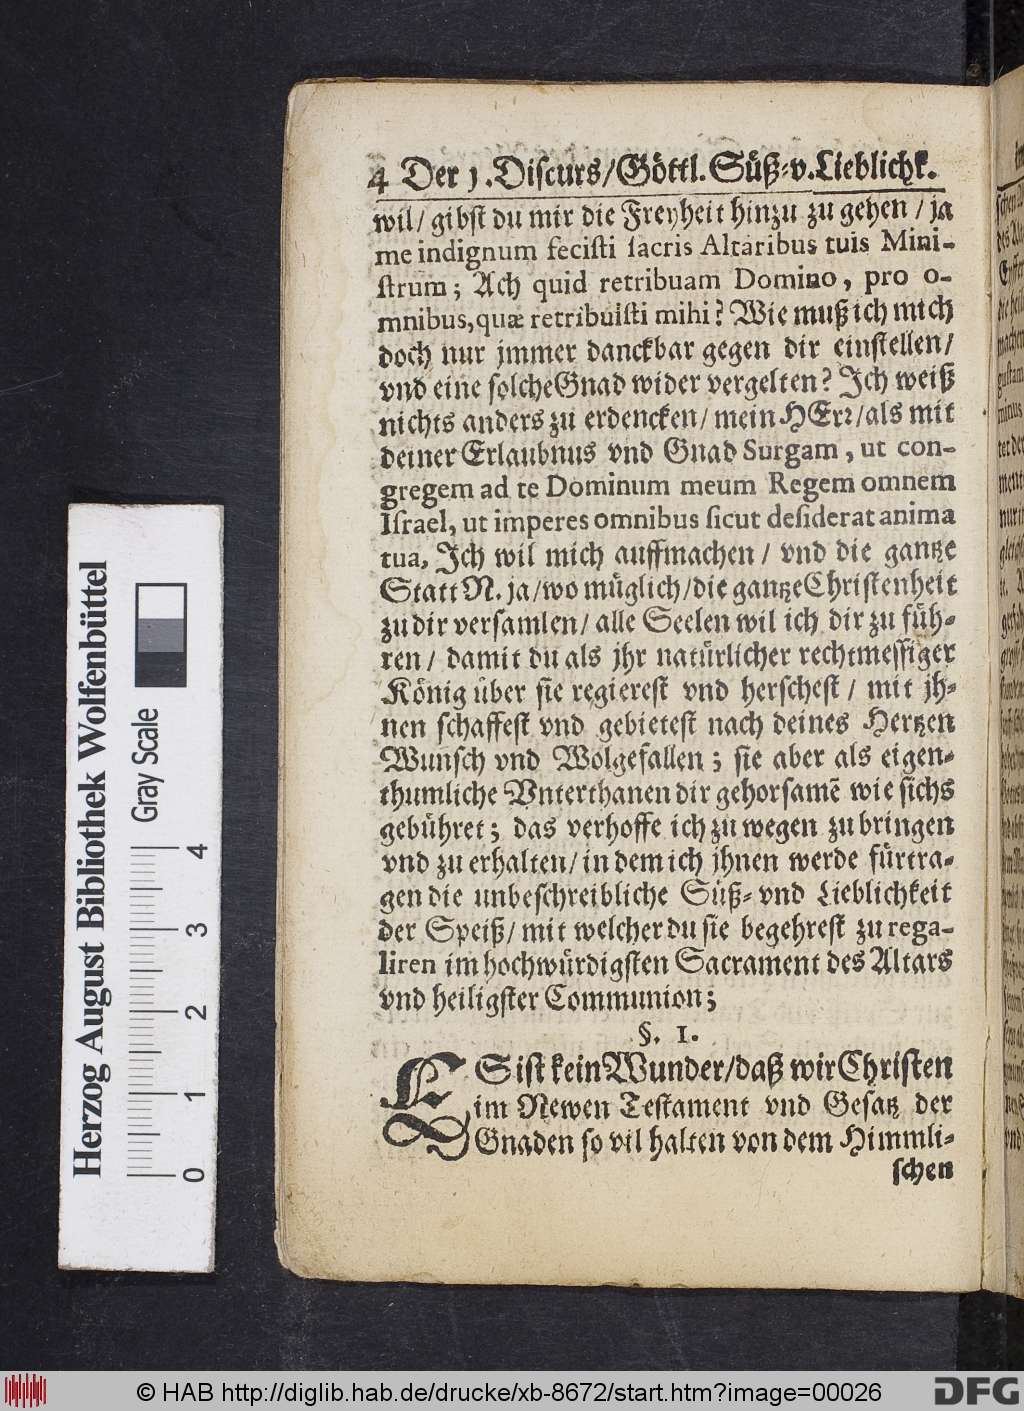 4 Der 1. Discurs/Göttl. Süß=v. Lieblichk.
wil/ gibst du mir die Freyheit hinzu zu gehen / ja
me indignum fecisti sacris Altaribus tuis Mini-
strum; Ach quid retribuam Domino, pro o-
mnibus, quæ retribuisti mihi? Wie muß ich mich
doch nur jmmer danckbar gegen dir einstellen/
vnd eine solche Gnad wider vergelten? Ich weiß
nichts anders zu erdencken/ mein HErr/als mit
deiner Erlaubnus vnd Gnad Surgam, ut con-
gregem ad te Dominum meum Regem omnem
Israel, ut imperes omnibus sicut desiderat anima
tua, Ich wil mich auffmachen / vnd die gantze
Statt N. ja/wo müglich/die gantze Christenheit
zu dir versamlen/ alle Seelen wil ich dir zu füh=
ren / damit du als jhr natürlicher rechtmessiger
König über sie regierest vnd herschest / mit jh=
nen schaffest vnd gebietest nach deines Hertzen
Wunsch vnd Wolgefallen; sie aber als eigen=
thumliche Vnterthanen dir gehorsamē wie sichs
gebühret; das verhoffe ich zu wegen zu bringen
vnd zu erhalten/ in dem ich jhnen werde fürtra=
gen die unbeschreibliche Süß= vnd Lieblichkeit
der Speiß/ mit welcher du sie begehrest zu rega-
liren im hochwürdigsten Sacrament des Altars
vnd heiligster Communion;
§. 1.
ES ist kein Wunder/daß wir Christen
im Newen Testament vnd Gesatz der
Gnaden so vil halten von dem Himmli=
schen
Herzog August Bibliothek Wolfenbüttel
Gray Scale
0 1 2 3 4
© HAB http://diglib.hab.de/drucke/xb-8672/start.htm?image=00026
DFG